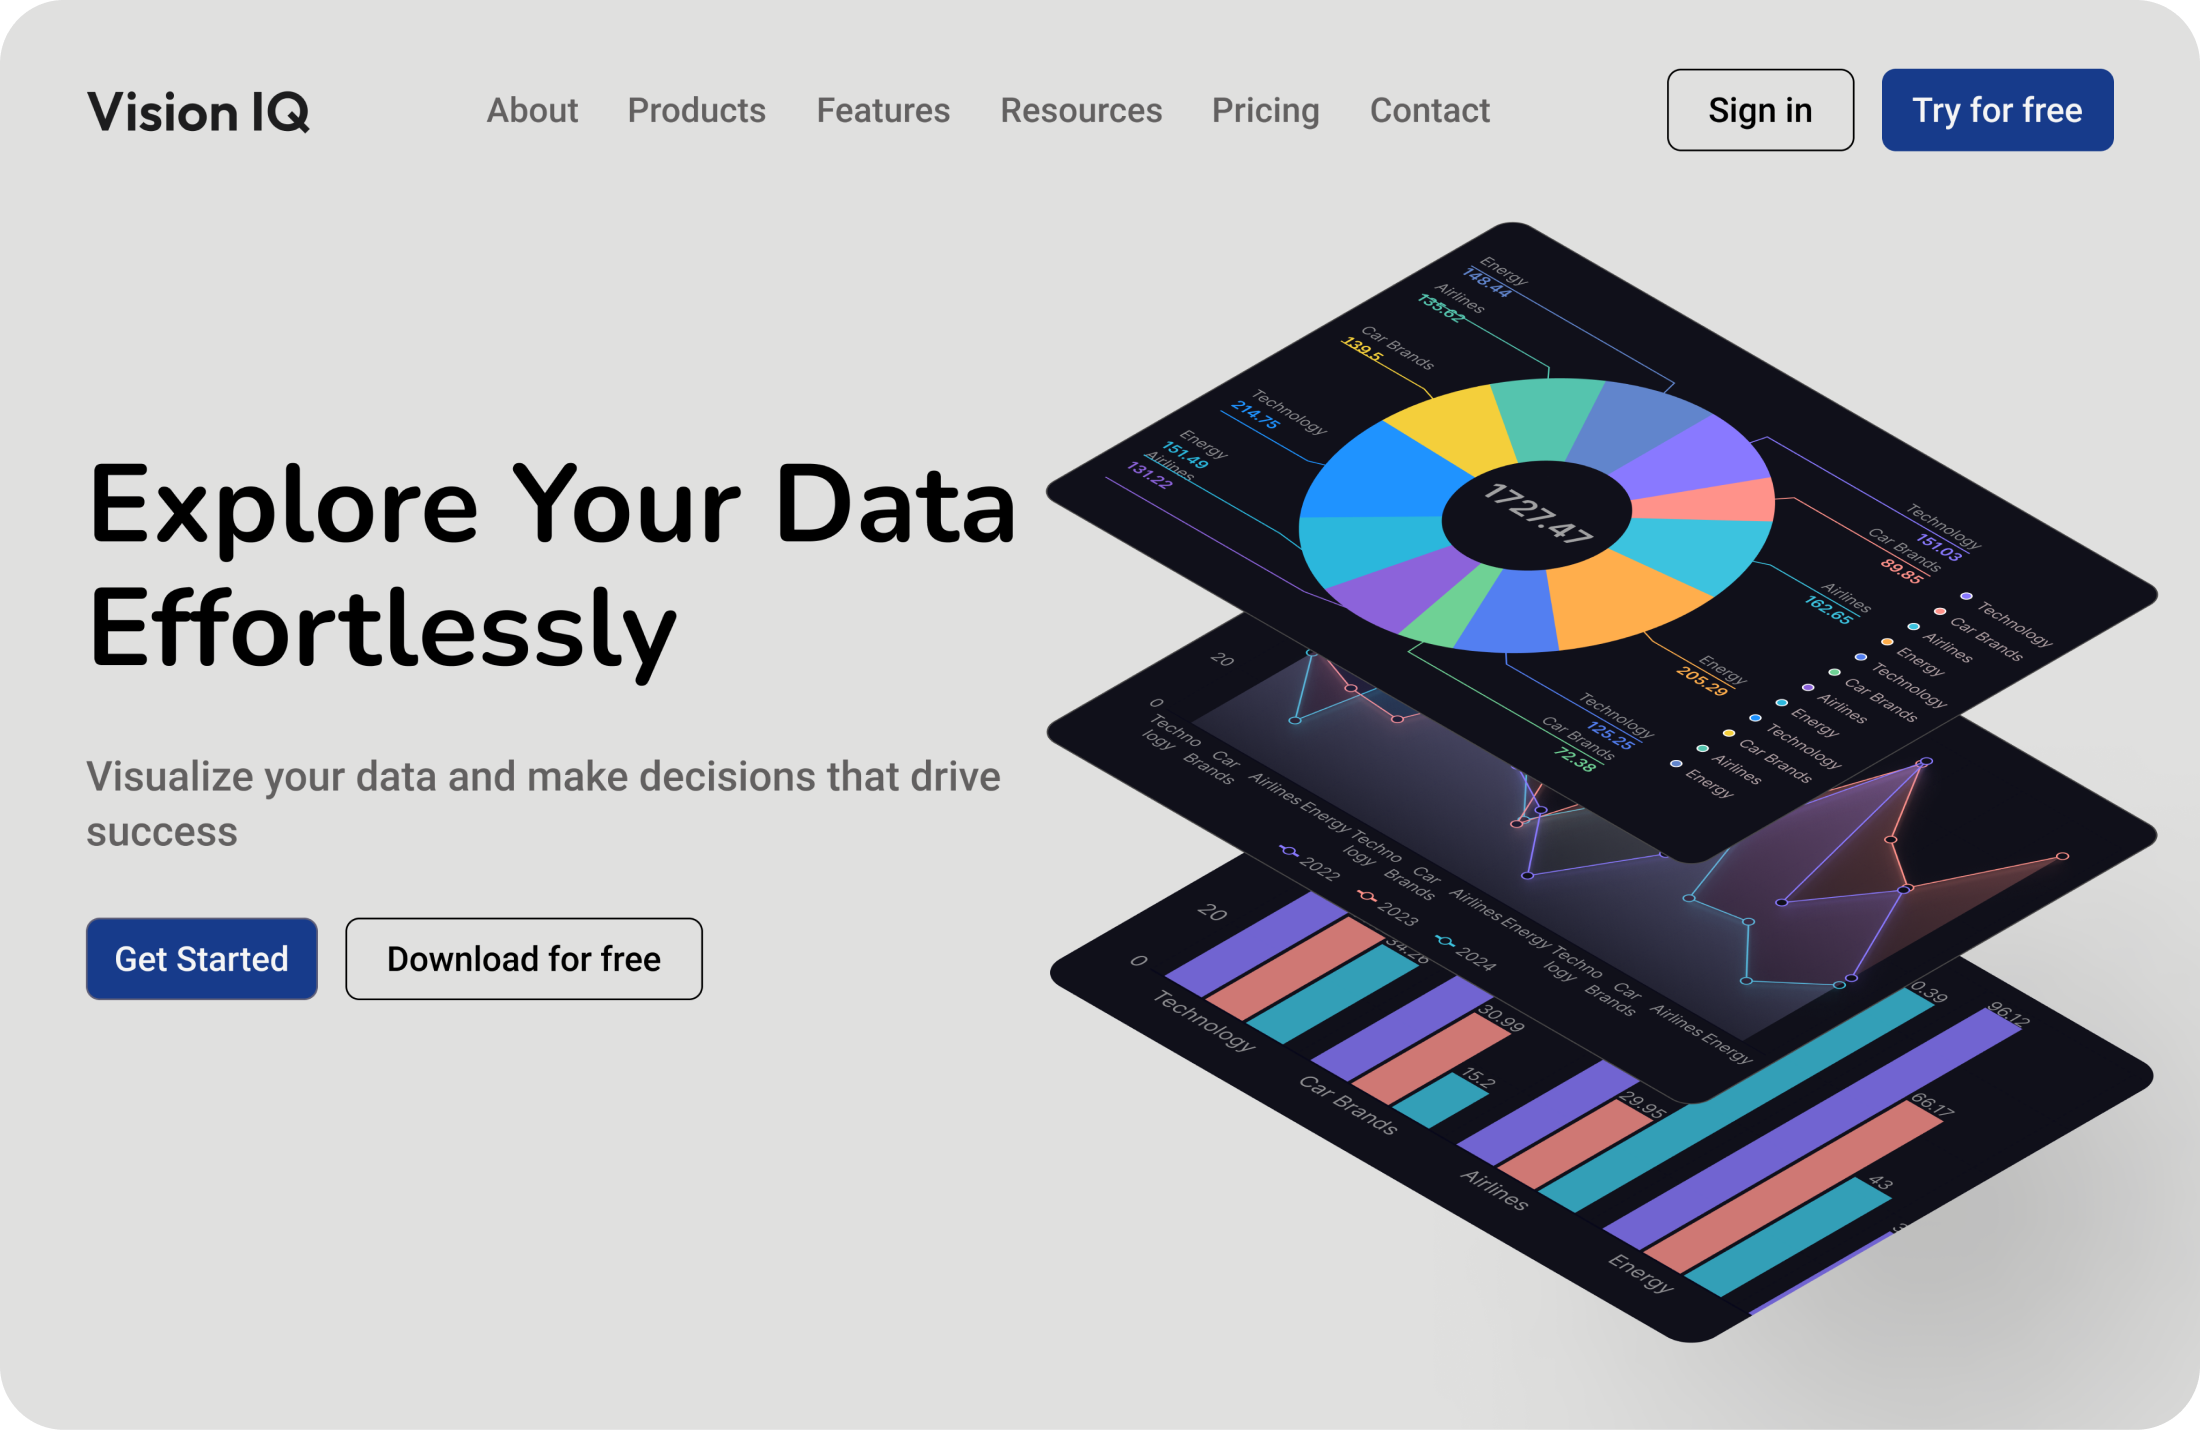 Vision IQ
About
Products
Features
Resources
Pricing
Contact
Sign in
Try for free
Explore Your Data
Effortlessly
Visualize your data and make decisions that drive
success
Get Started
Download for free
Energy
148.44
Airlines
135.62
Car Brands
139.5
Technology
214.75
Energy
151.49
Airlines
131.22
1727.47
Technology
151.03
Car Brands
89.85
Airlines
162.65
Energy
205.29
Technology
125.25
Car Brands
72.38
Technology
Car Brands
Airlines
Energy
Technology
Car Brands
Airlines
Energy
Technology
Car Brands
Airlines
Energy
20
0
Techno
logy
Car
Brands
Airlines
Energy
Techno
logy
Car
Brands
Airlines
Energy
Techno
logy
Car
Brands
Airlines
Energy
2022
2023
2024
20
0
34.26
30.99
15.2
29.95
0.39
96.12
66.17
43
Technology
Car Brands
Airlines
Energy